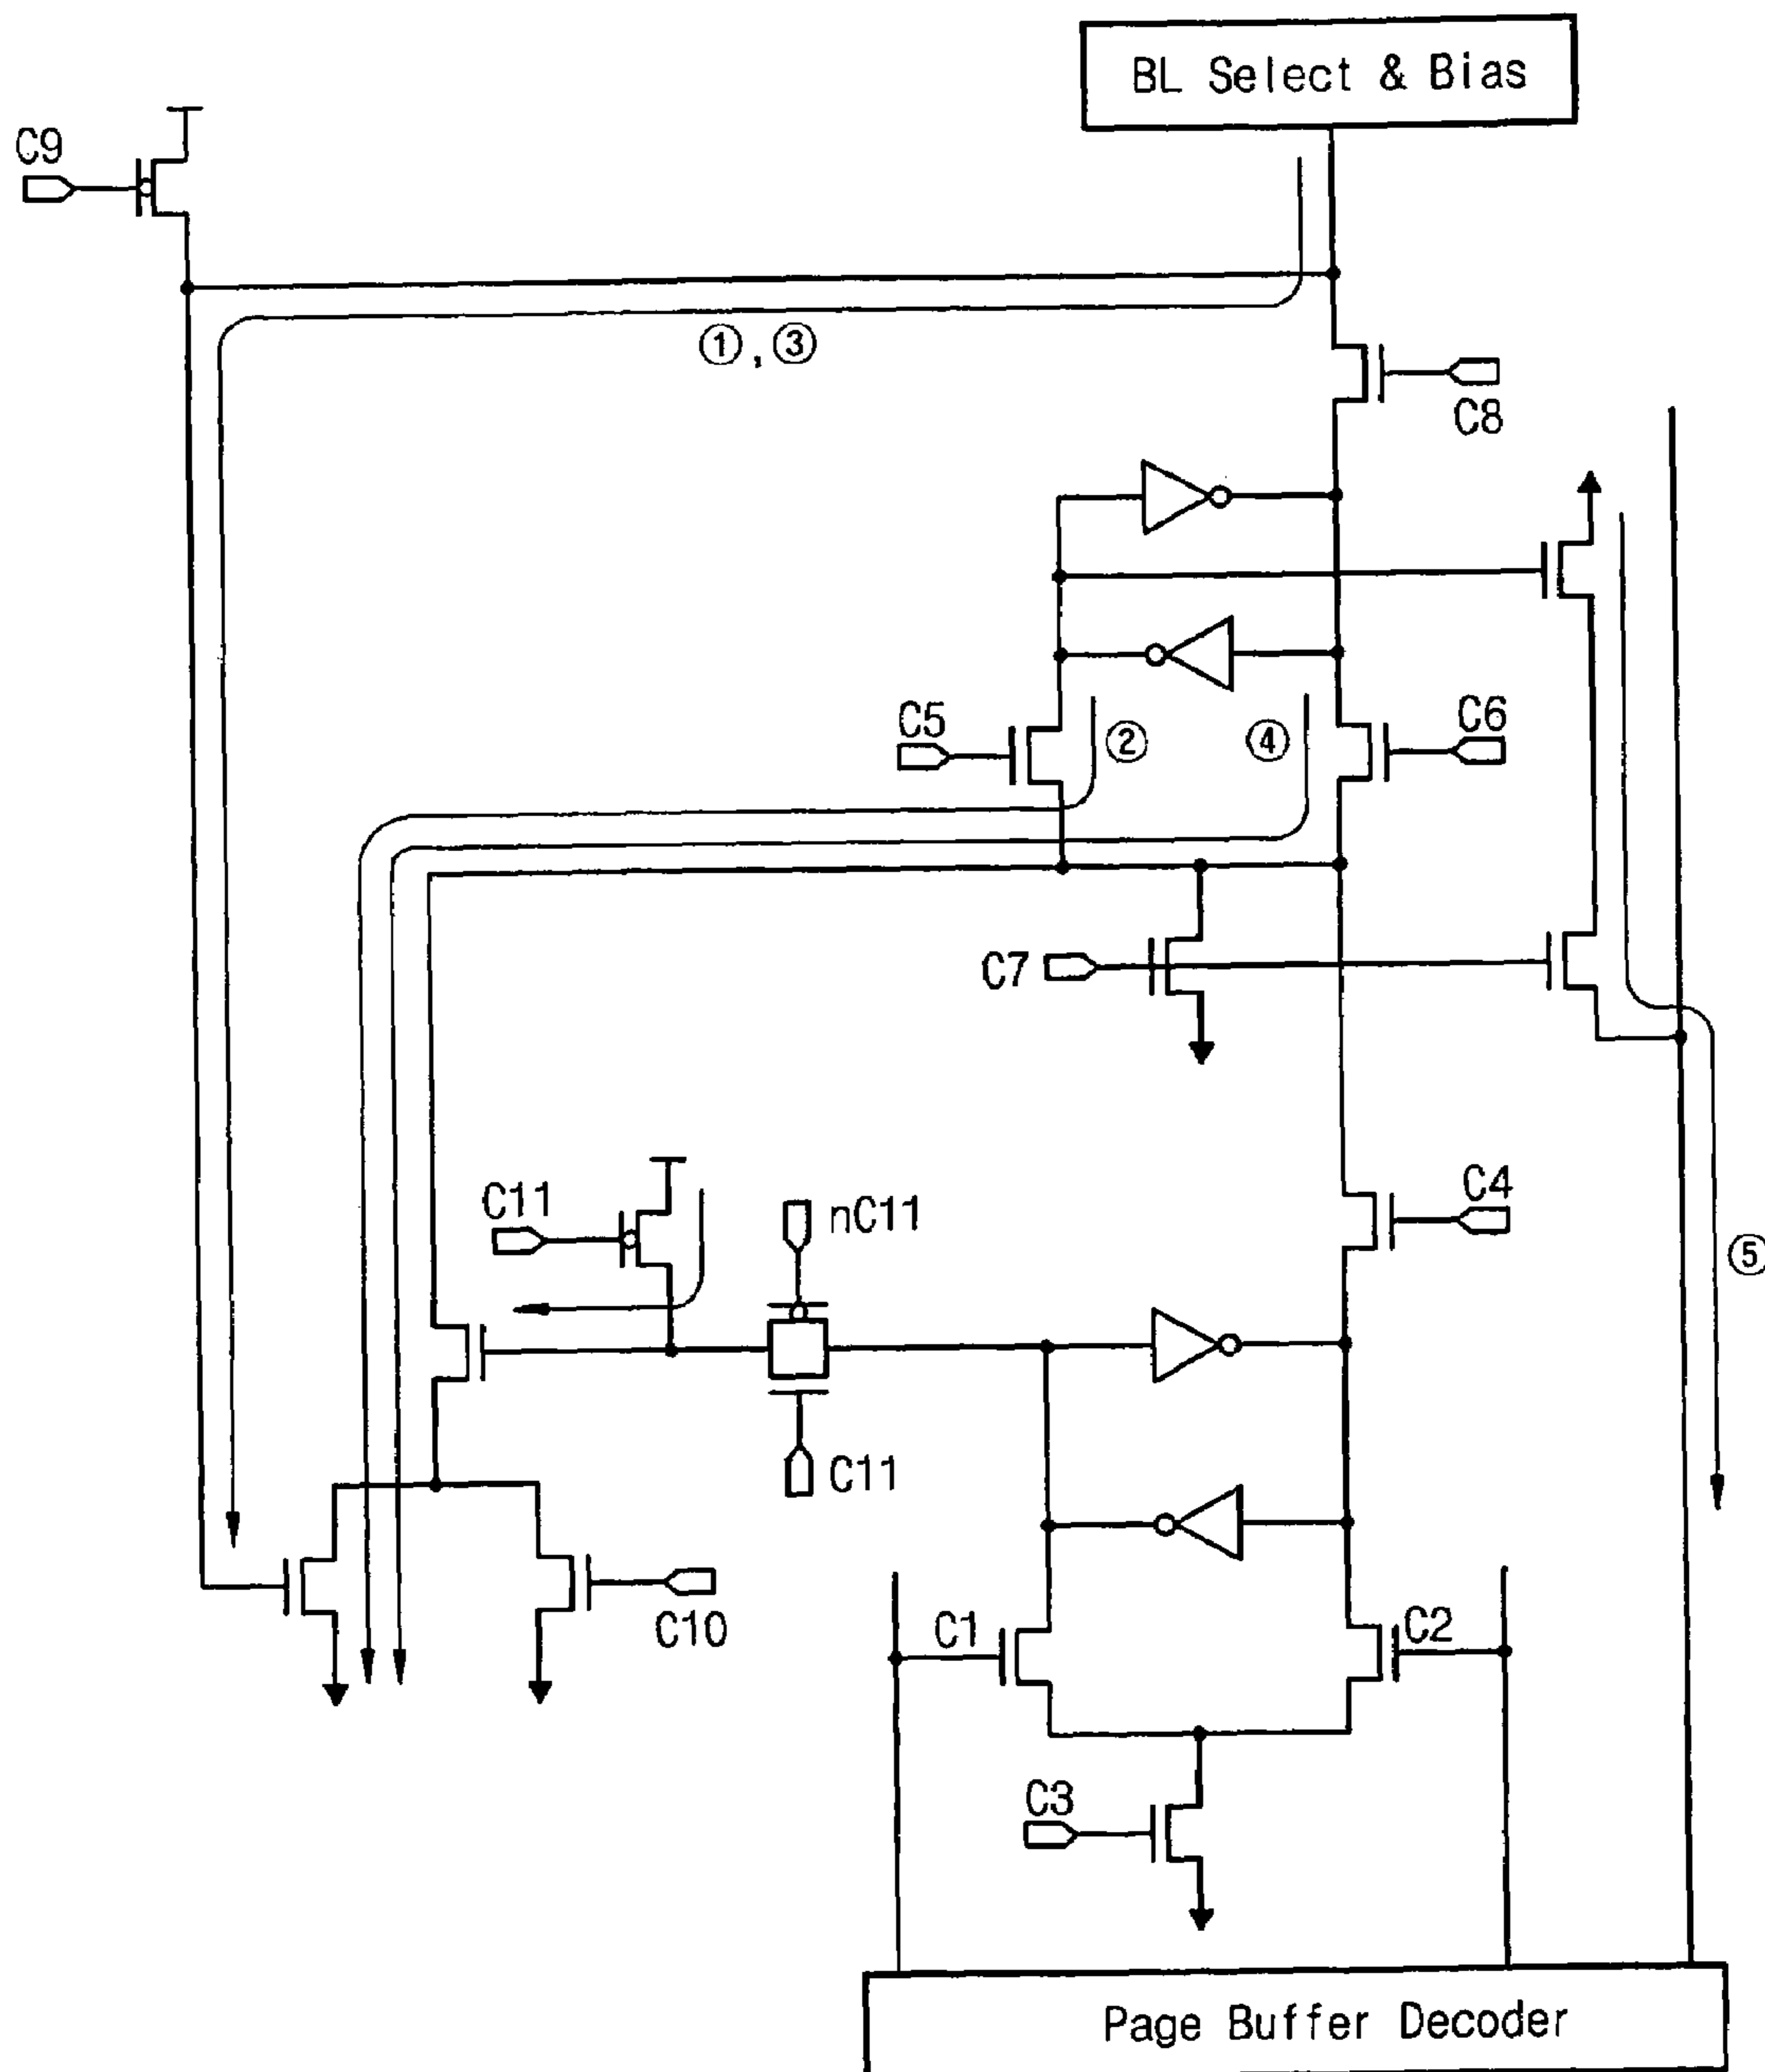 BL Select & Bias
C9
①, ③
C8
C5
②
④
C6
C7
C11
nC11
C4
⑤
C11
C10
C1
C2
C3
Page Buffer Decoder